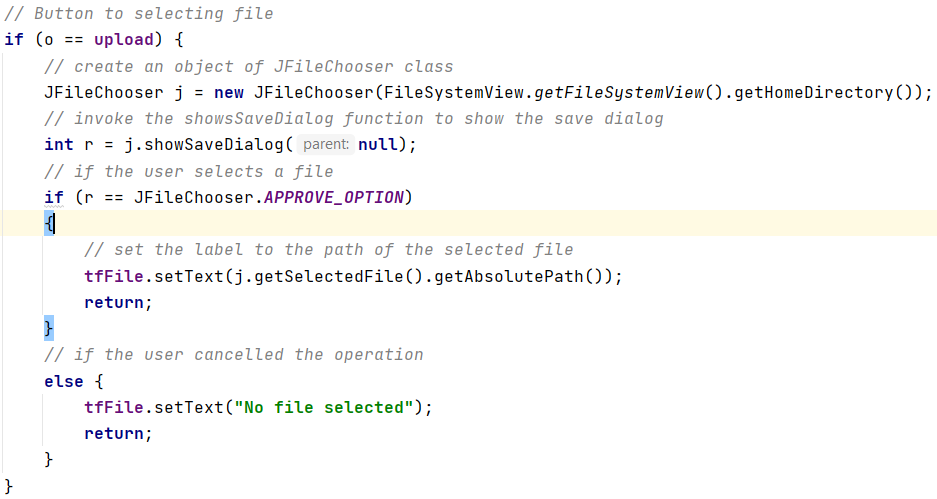 // Button to selecting file
if (o == upload) {
// create an object of JFileChooser class
JFileChooser j = new JFileChooser(FileSystemView.getFileSystemView().getHomeDirectory());
// invoke the showsSaveDialog function to show the save dialog
int r = j.showSaveDialog( parent: null);
// if the user selects a file
if (r == JFileChooser.APPROVE_OPTION)
{
// set the label to the path of the selected file
tfFile.setText(j.getSelectedFile().getAbsolutePath());
return;
}
// if the user cancelled the operation
else {
tfFile.setText("No file selected");
return;
}
}